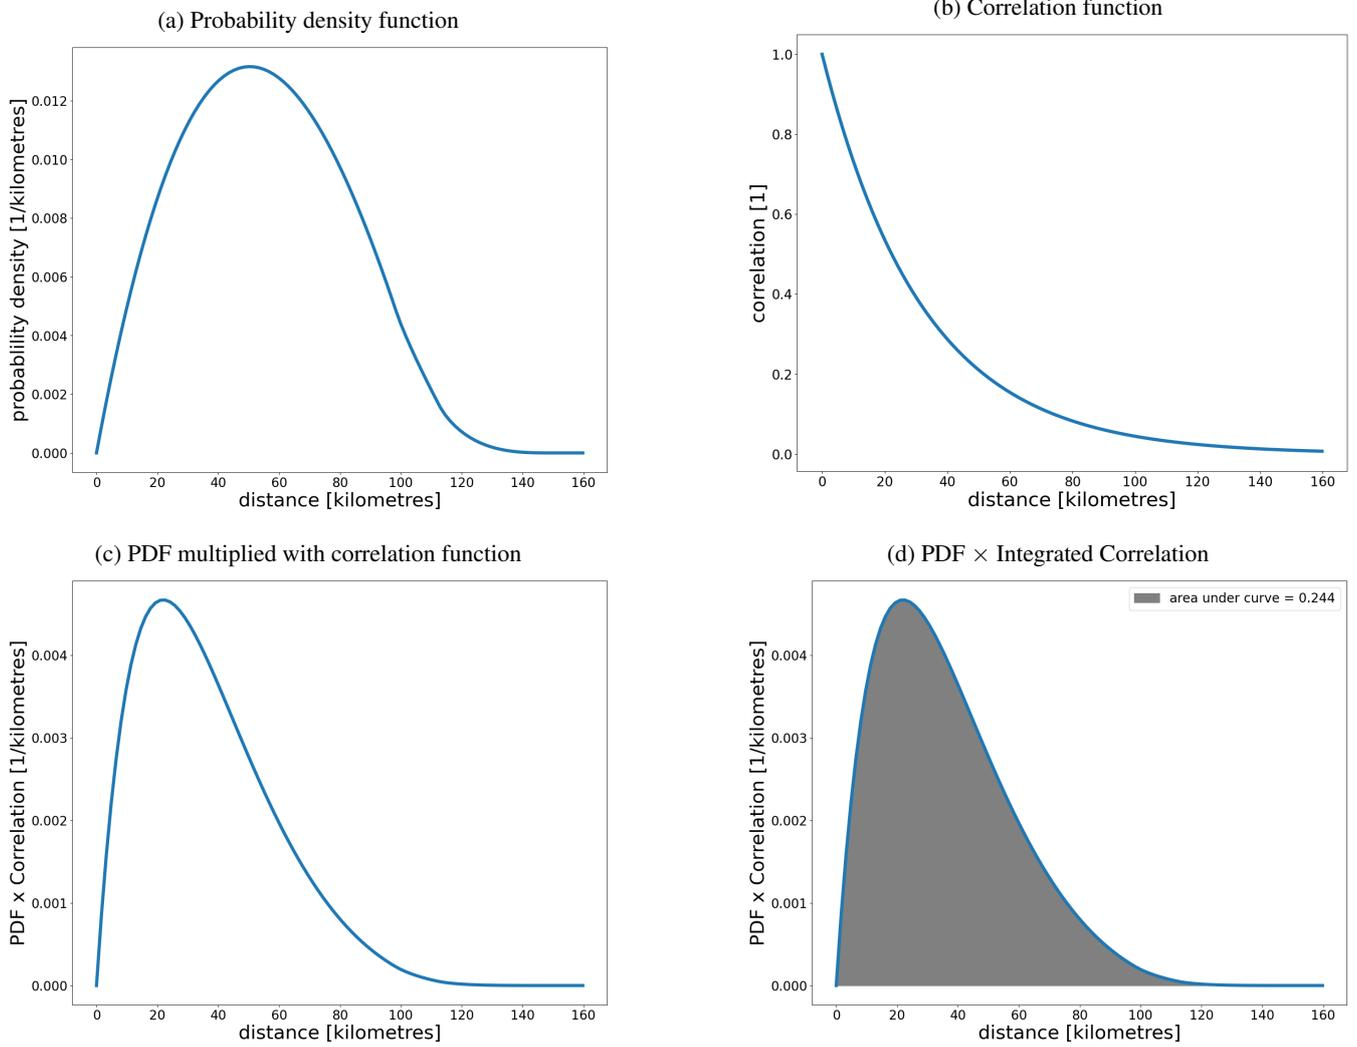 (a) Probability density function
0.012
0.010
0.008
0.006
0.004
0.002
0.000
probablility density [1/kilometres]
0 20 40 60 80 100 120 140 160
distance [kilometres]
(b) Correlation function
1.0
0.8
0.6
0.4
0.2
0.0
correlation [1]
0 20 40 60 80 100 120 140 160
distance [kilometres]
(c) PDF multiplied with correlation function
0.004
0.003
0.002
0.001
0.000
PDF x Correlation [1/kilometres]
0 20 40 60 80 100 120 140 160
distance [kilometres]
(d) PDF × Integrated Correlation
area under curve = 0.244
0.004
0.003
0.002
0.001
0.000
PDF x Correlation [1/kilometres]
0 20 40 60 80 100 120 140 160
distance [kilometres]